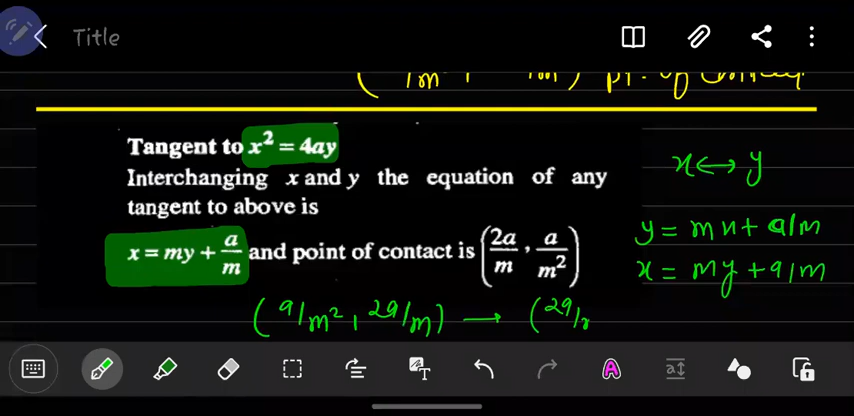 Title
Tangent to x² = 4ay
Interchanging x and y the equation of any
tangent to above is
x = my + a/m and point of contact is (2a/m , a/m²)
x ↔ y
y = mx + a/m
x = my + a/m
(a/m² , 2a/m) → (2a/